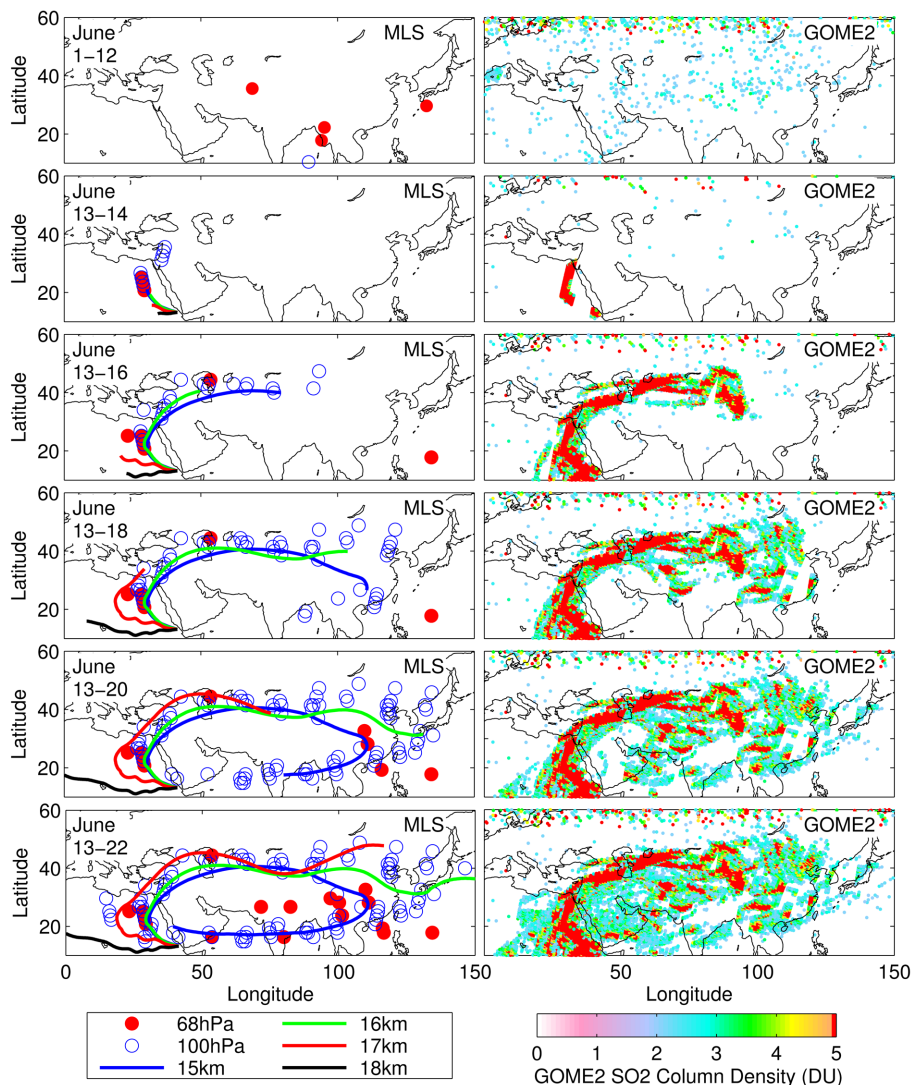 60
June
1−12
MLS
GOME2
Latitude
40
20
60
June
13−14
MLS
GOME2
Latitude
40
20
60
June
13−16
MLS
GOME2
Latitude
40
20
60
June
13−18
MLS
GOME2
Latitude
40
20
60
June
13−20
MLS
GOME2
Latitude
40
20
60
June
13−22
MLS
GOME2
Latitude
40
20
0 50 100 150 50 100 150
Longitude Longitude
68hPa 16km
100hPa 17km
15km 18km
0 1 2 3 4 5
GOME2 SO2 Column Density (DU)